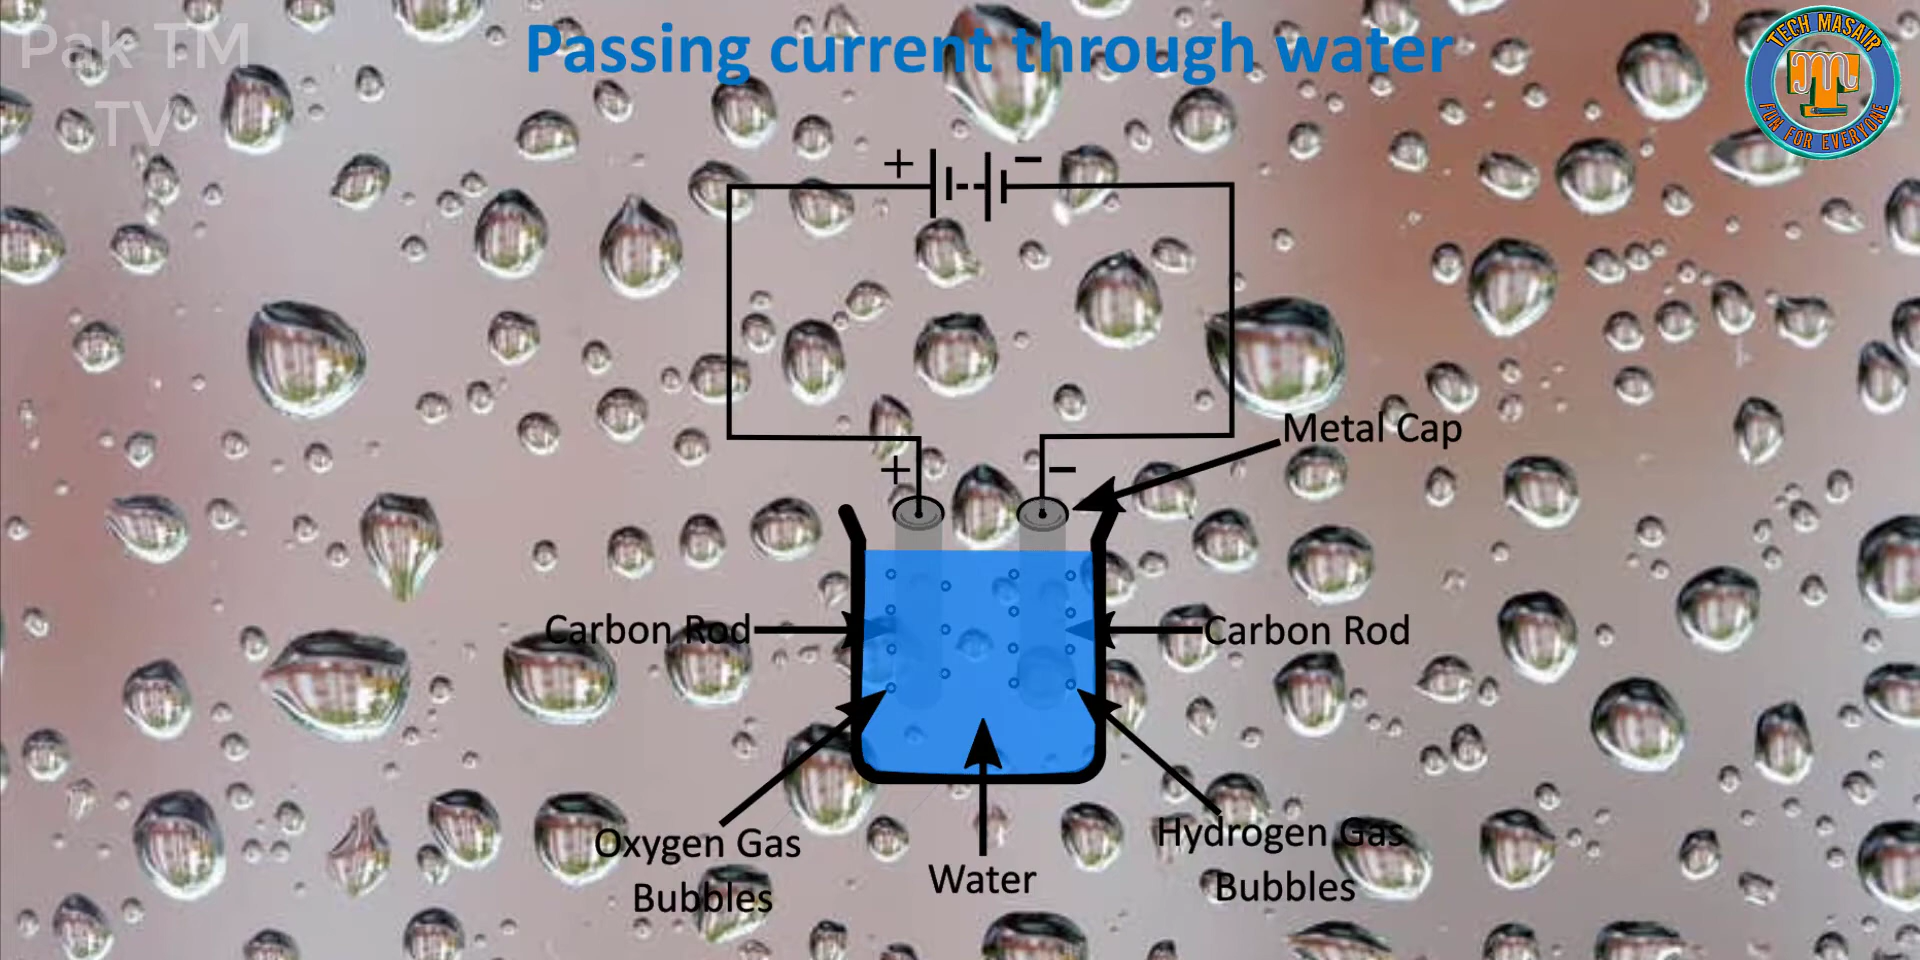 Pak TM
TV
Passing current through water
TECH MASAIR
TM
FUN FOR EVERYONE
+ −
Metal Cap
+ −
Carbon Rod
Carbon Rod
Oxygen Gas
Bubbles
Water
Hydrogen Gas
Bubbles